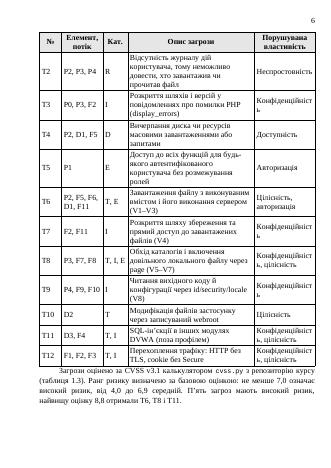 6
№ Елемент, потік Кат. Опис загрози Порушувана властивість
T2 P2, P3, P4 R Відсутність журналу дій користувача, тому неможливо довести, хто завантажив чи прочитав файл Неспростовність
T3 P0, P3, F2 I Розкриття шляхів і версій у повідомленнях про помилки PHP (display_errors) Конфіденційність
T4 P2, D1, F5 D Вичерпання диска чи ресурсів масовими завантаженнями або запитами Доступність
T5 P1 E Доступ до всіх функцій для будь-якого автентифікованого користувача без розмежування ролей Авторизація
T6 P2, F5, F6, D1, F11 T, E Завантаження файлу з виконуваним вмістом і його виконання сервером (V1–V3) Цілісність, авторизація
T7 F2, F11 I Розкриття шляху збереження та прямий доступ до завантажених файлів (V4) Конфіденційність
T8 P3, F7, F8 T, I, E Обхід каталогів і включення довільного локального файлу через page (V5–V7) Конфіденційність, цілісність
T9 P4, F9, F10 I Читання вихідного коду й конфігурації через id/security/locale (V8) Конфіденційність
T10 D2 T Модифікація файлів застосунку через записуваний webroot Цілісність
T11 D3, F4 T, I SQL-ін’єкції в інших модулях DVWA (поза профілем) Конфіденційність, цілісність
T12 F1, F2, F3 T, I Перехоплення трафіку: HTTP без TLS, cookie без Secure Конфіденційність, цілісність
Загрози оцінено за CVSS v3.1 калькулятором cvss.py з репозиторію курсу
(таблиця 1.3). Ранг ризику визначено за базовою оцінкою: не менше 7,0 означає
високий ризик, від 4,0 до 6,9 середній. П’ять загроз мають високий ризик,
найвищу оцінку 8,8 отримали T6, T8 і T11.